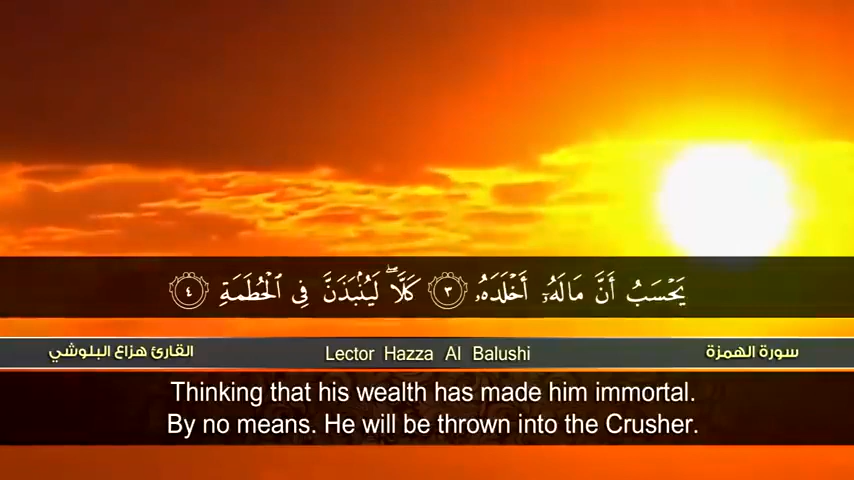 يَحْسَبُ أَنَّ مَالَهُۥٓ أَخْلَدَهُۥ ٣ كَلَّاۖ لَيُنۢبَذَنَّ فِى ٱلْحُطَمَةِ ٤
سورة الهمزة Lector Hazza Al Balushi القارئ هزاع البلوشي
Thinking that his wealth has made him immortal.
By no means. He will be thrown into the Crusher.